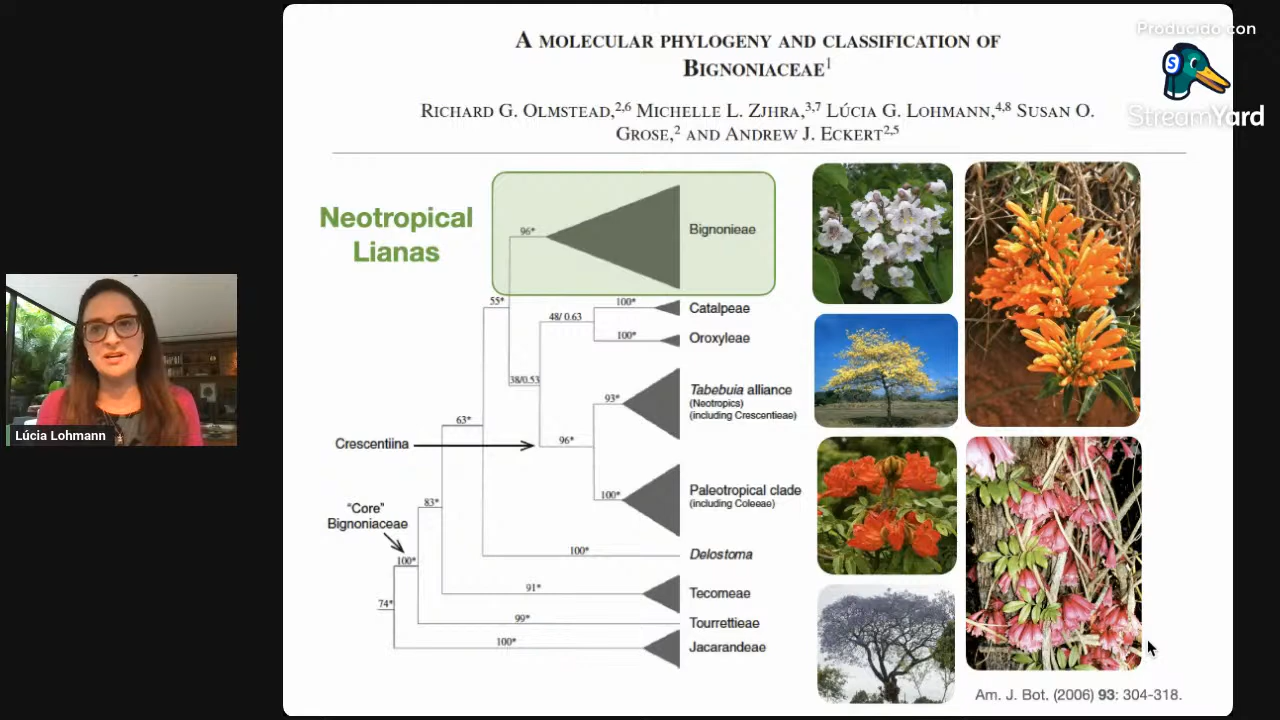 A MOLECULAR PHYLOGENY AND CLASSIFICATION OF
BIGNONIACEAE¹
RICHARD G. OLMSTEAD,²,⁶ MICHELLE L. ZJHRA,³,⁷ LÚCIA G. LOHMANN,⁴,⁸ SUSAN O.
GROSE,² AND ANDREW J. ECKERT²,⁵
Producido con
S
StreamYard
Neotropical
Lianas
96*
Bignonieae
55*
48/ 0.63
100*
Catalpeae
100*
Oroxyleae
38/0.53
93*
Tabebuia alliance
(Neotropics)
(including Crescentieae)
63*
Crescentiina
96*
100*
Paleotropical clade
(including Coleeae)
"Core"
Bignoniaceae
83*
100*
100*
Delostoma
91*
Tecomeae
74*
99*
Tourrettieae
100*
Jacarandeae
Lúcia Lohmann
Am. J. Bot. (2006) 93: 304-318.